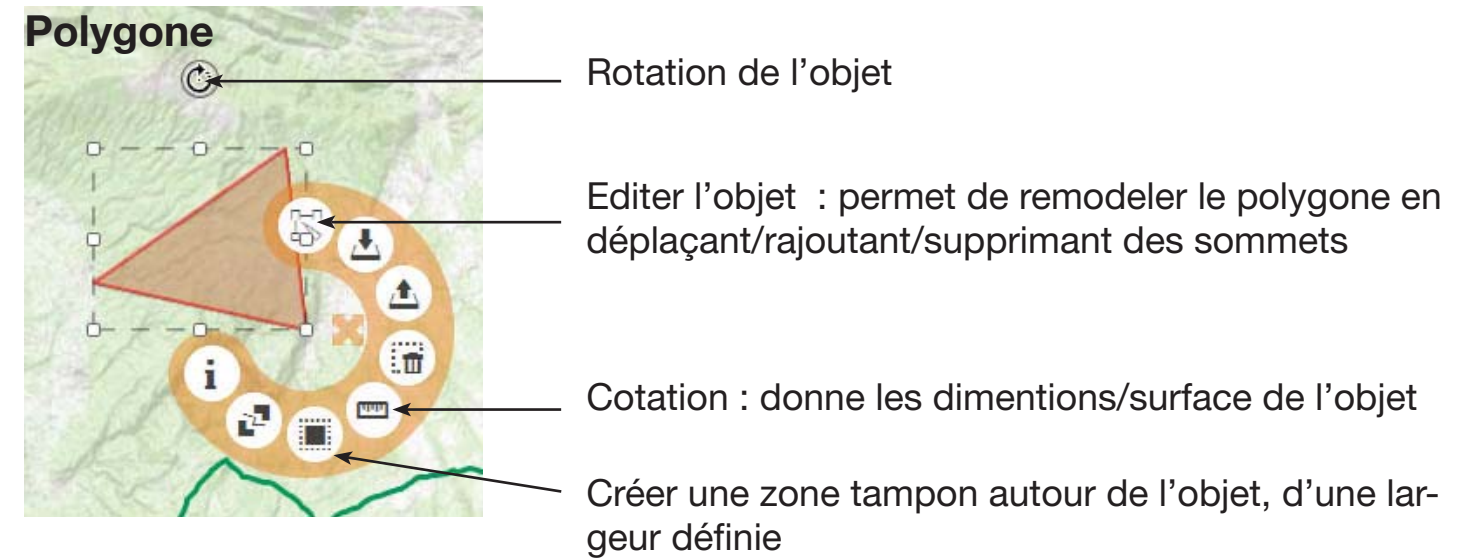 Polygone
Rotation de l’objet
Editer l’objet  : permet de remodeler le polygone en
déplaçant/rajoutant/supprimant des sommets
Cotation : donne les dimentions/surface de l’objet
Créer une zone tampon autour de l’objet, d’une lar-
geur définie